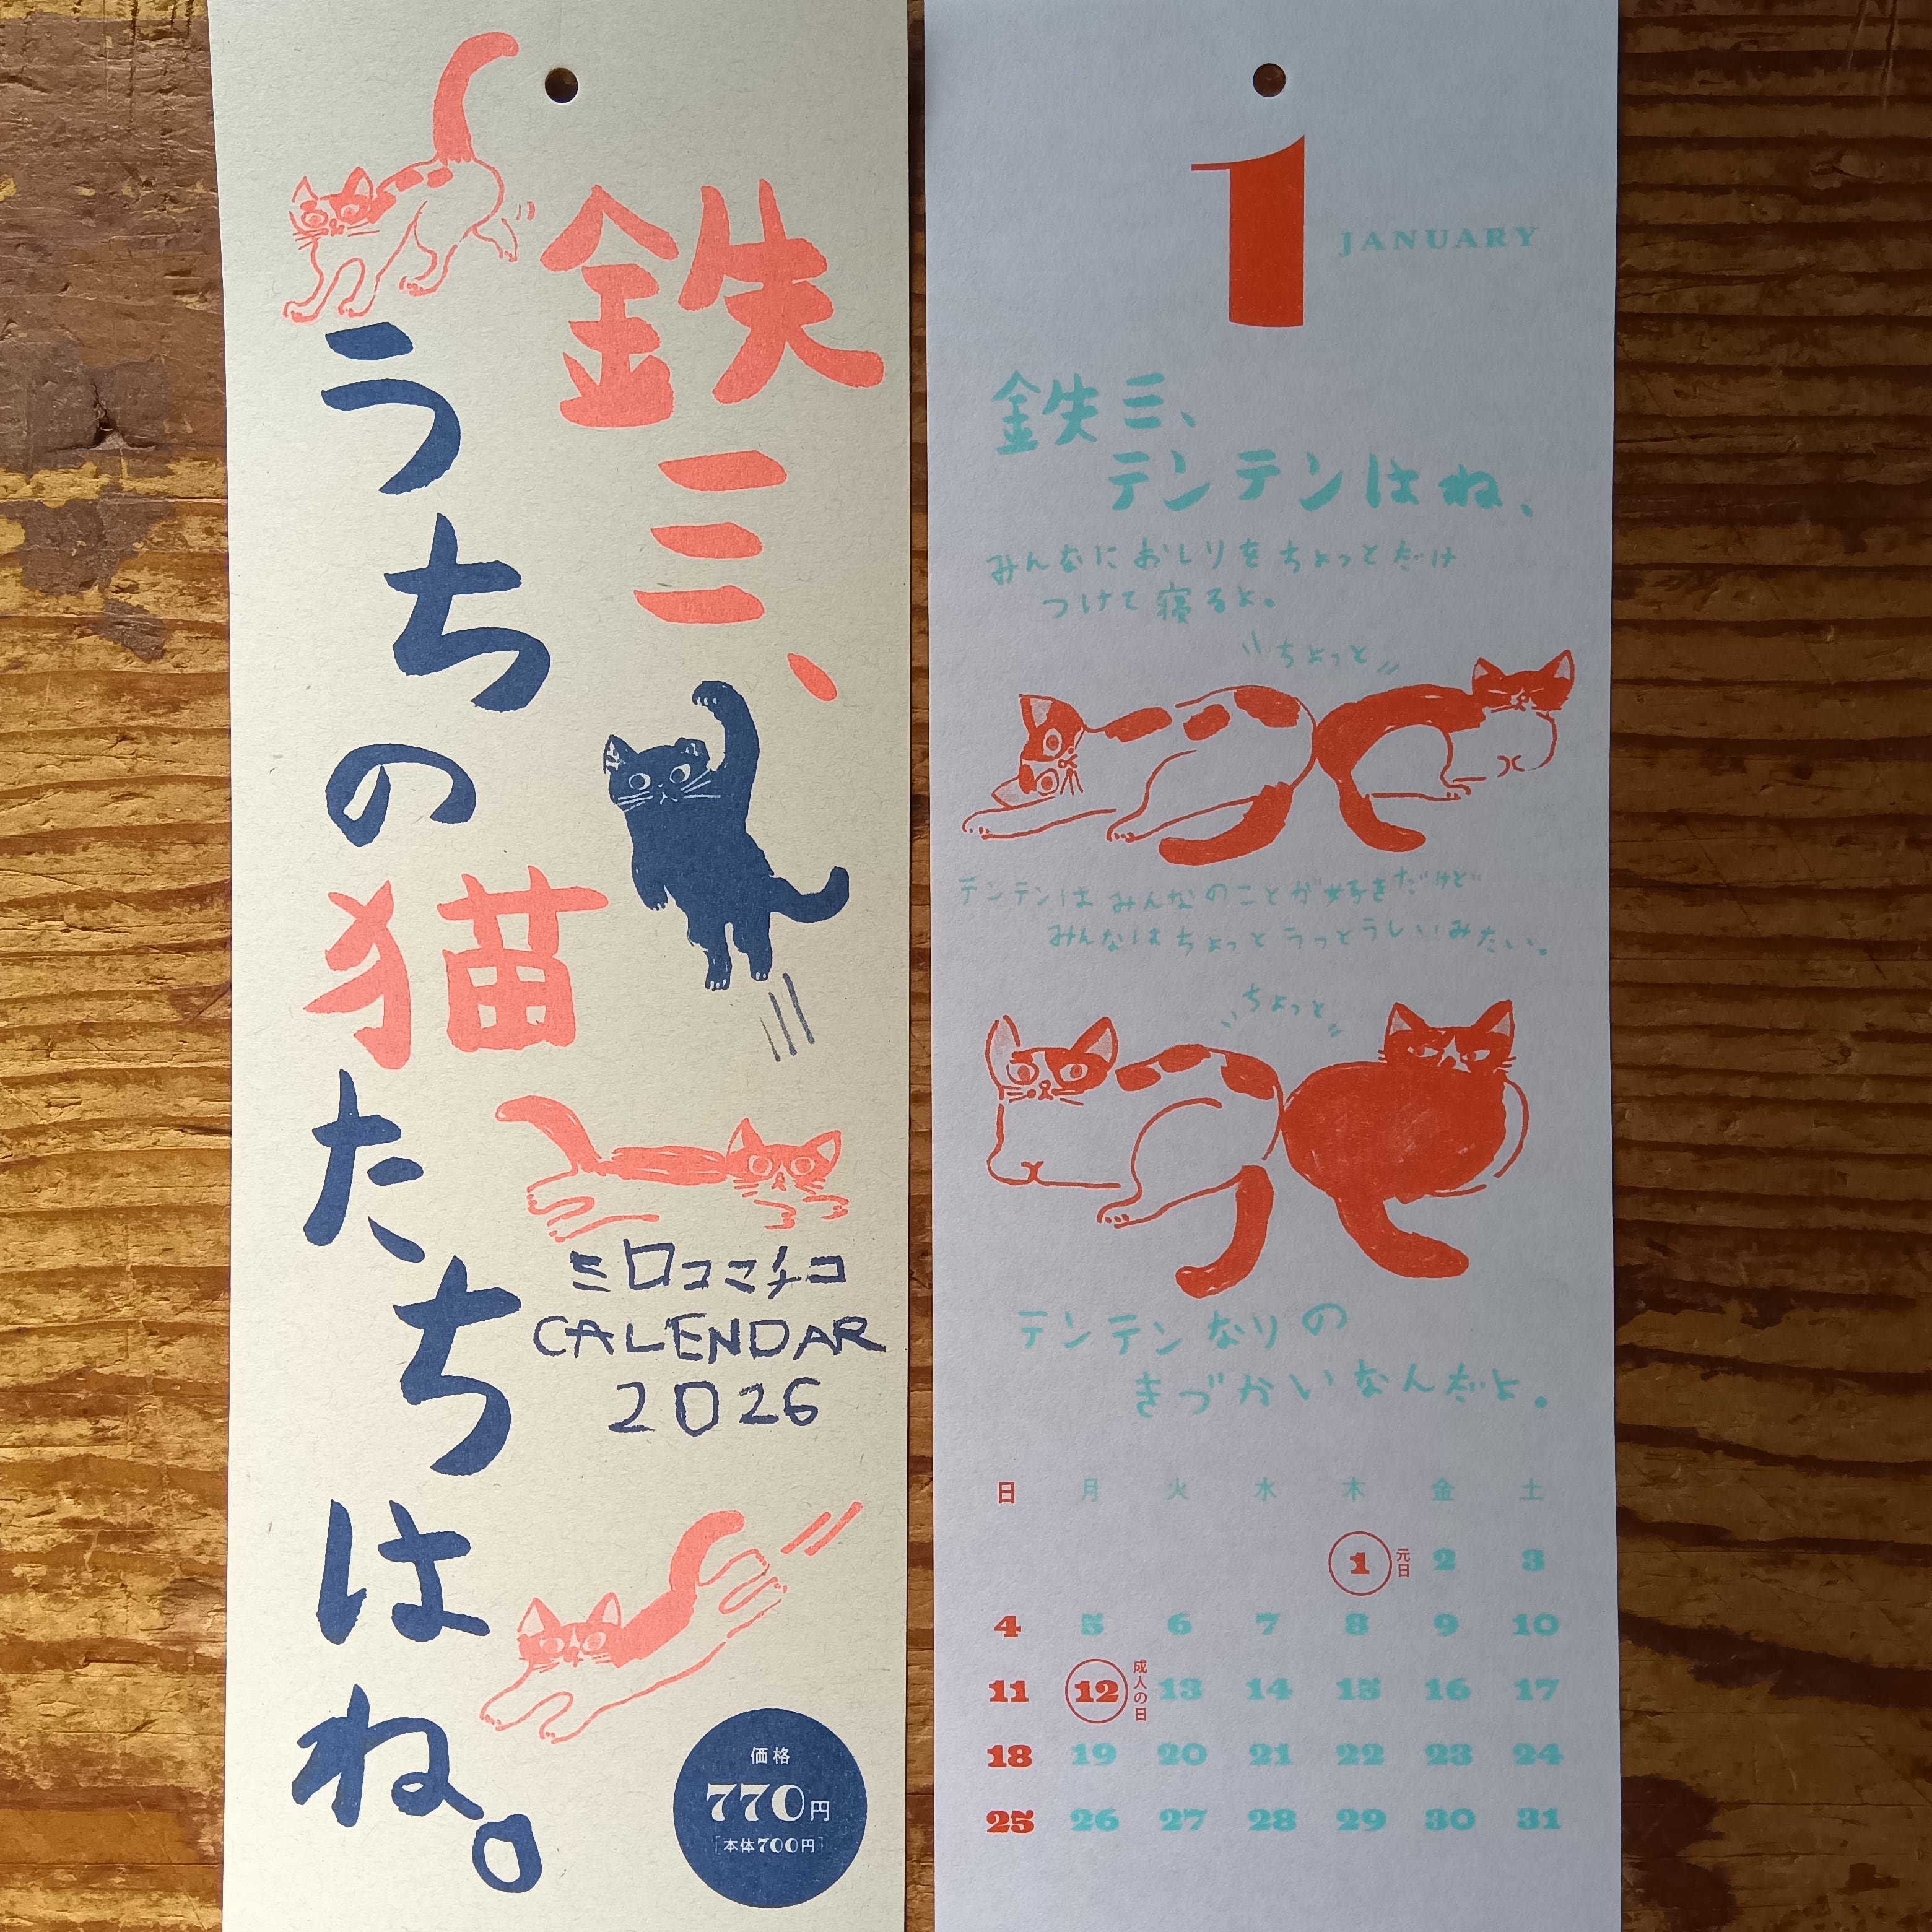 鉄三、
うちの猫たちはね。
ミロコマチコ
CALENDAR
2026
価格
770円
[本体700円]
1
JANUARY
鉄三、
テンテンはね、
みんなにおしりをちょっとだけ
つけて寝るよ。
ちょっと
テンテンはみんなのことが好きだけど
みんなはちょっとうっとうしいみたい。
ちょっと
テンテンなりの
きづかいなんだよ。
日 月 火 水 木 金 土
1 元日 2 3
4 5 6 7 8 9 10
11 12 成人の日 13 14 15 16 17
18 19 20 21 22 23 24
25 26 27 28 29 30 31